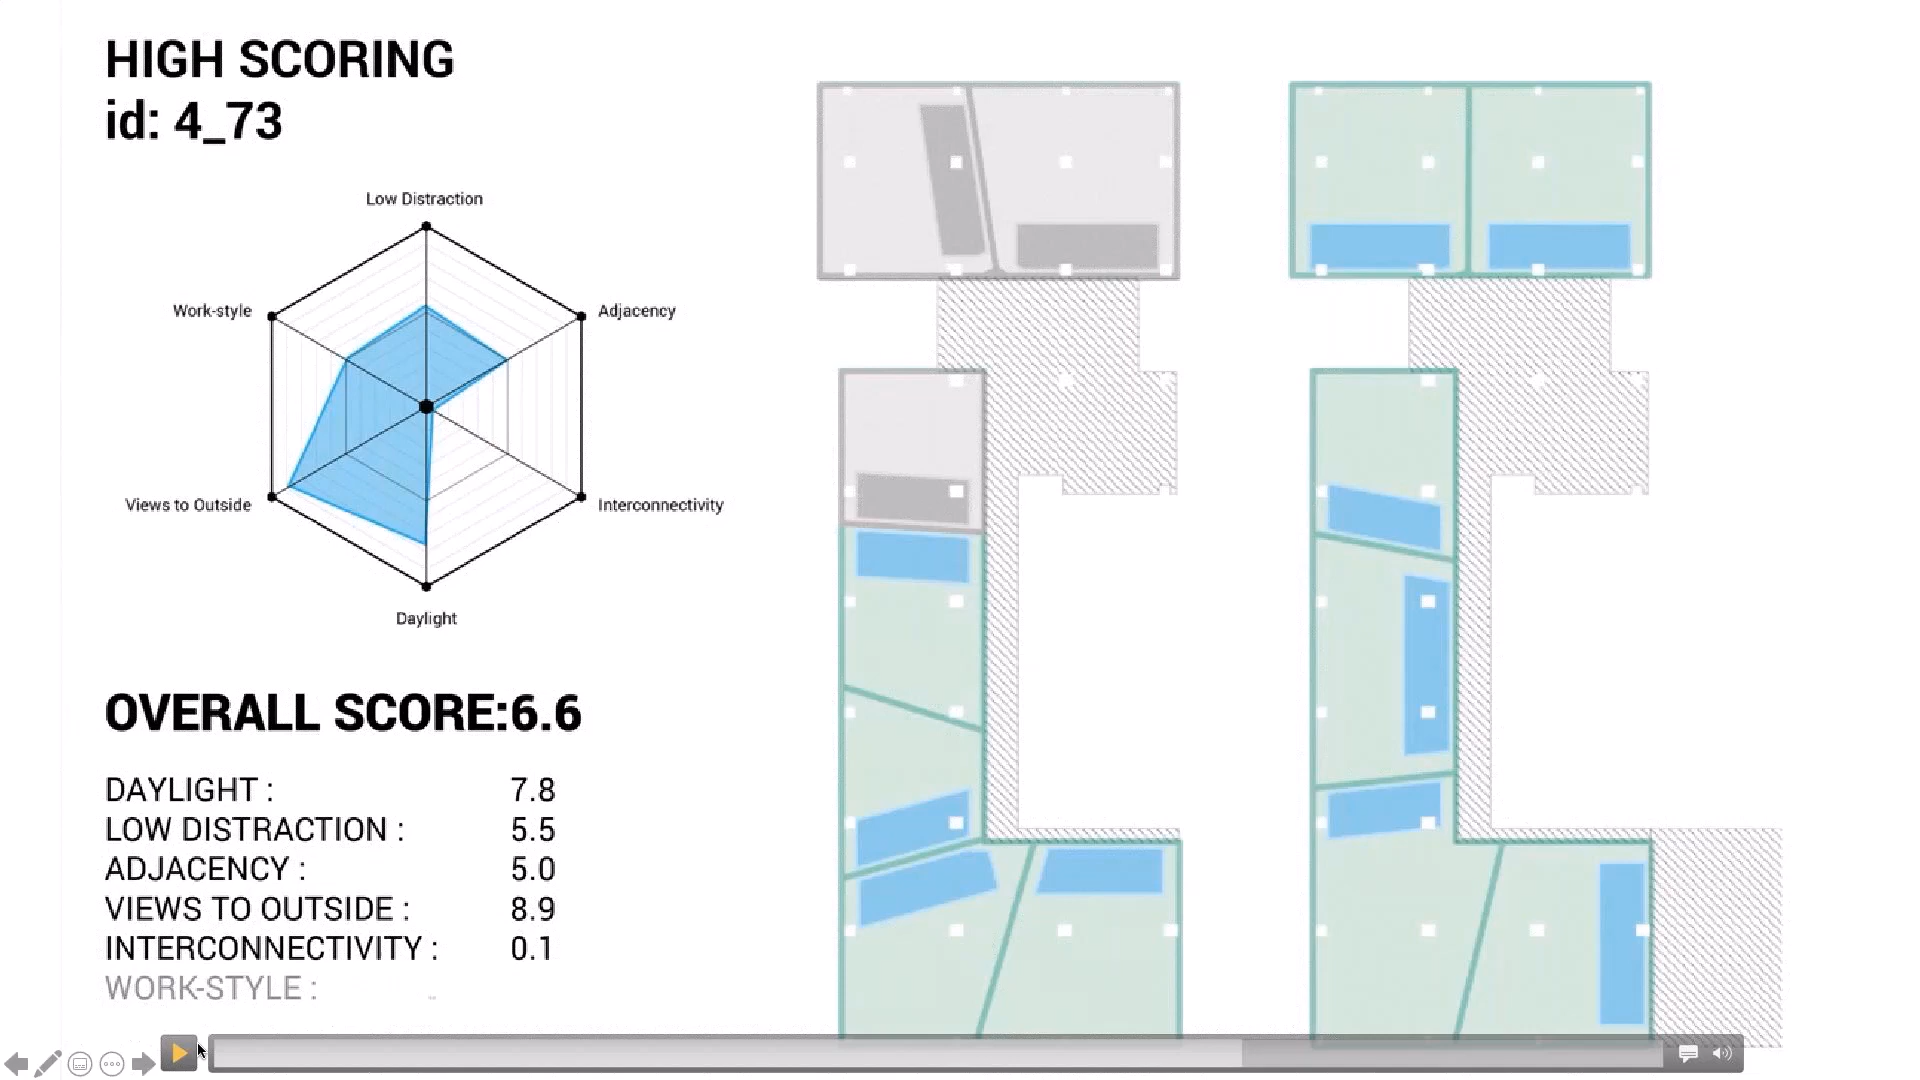 HIGH SCORING
id: 4_73
Low Distraction
Work-style
Adjacency
Views to Outside
Interconnectivity
Daylight
OVERALL SCORE:6.6
DAYLIGHT : 7.8
LOW DISTRACTION : 5.5
ADJACENCY : 5.0
VIEWS TO OUTSIDE : 8.9
INTERCONNECTIVITY : 0.1
WORK-STYLE :